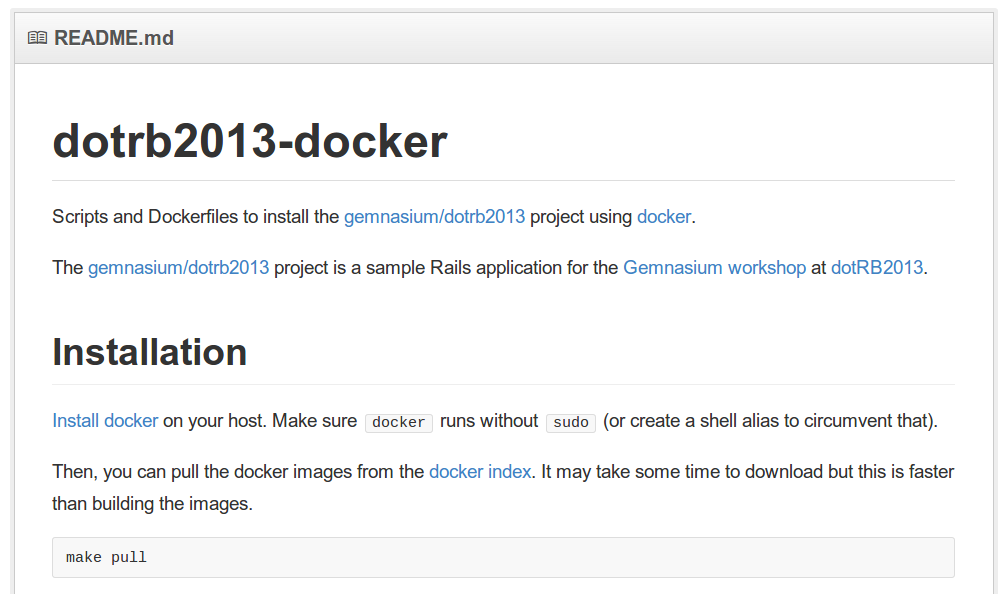 README.md
dotrb2013-docker
Scripts and Dockerfiles to install the gemnasium/dotrb2013 project using docker.
The gemnasium/dotrb2013 project is a sample Rails application for the Gemnasium workshop at dotRB2013.
Installation
Install docker on your host. Make sure docker runs without sudo (or create a shell alias to circumvent that).
Then, you can pull the docker images from the docker index. It may take some time to download but this is faster
than building the images.
make pull